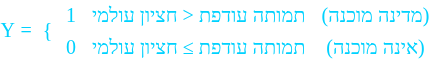 Y = { 1 תמותה עודפת > חציון עולמי (מדינה מוכנה)
0 תמותה עודפת ≤ חציון עולמי (אינה מוכנה)